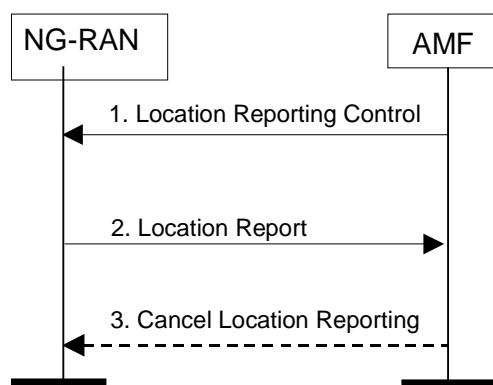 NG-RAN
AMF
1. Location Reporting Control
2. Location Report
3. Cancel Location Reporting